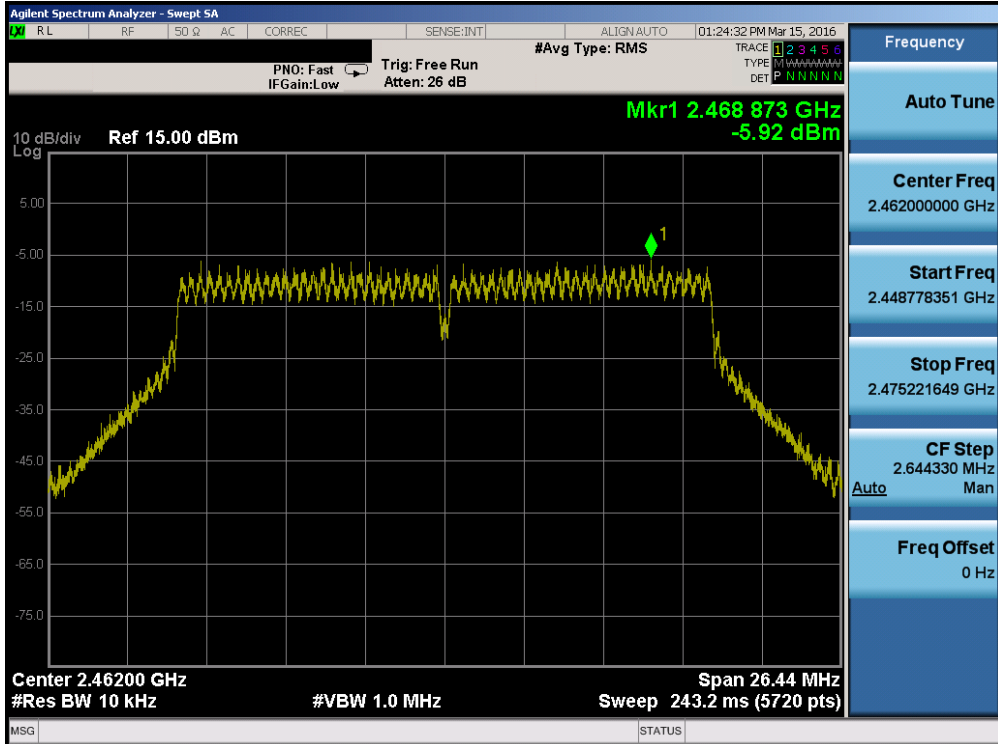 Agilent Spectrum Analyzer - Swept SA
LXI RL RF 50 Ω AC CORREC SENSE:INT ALIGN AUTO 01:24:32 PM Mar 15, 2016
#Avg Type: RMS
TRACE 1 2 3 4 5 6
TYPE M WWWWW
DET P N N N N N
PNO: Fast
IFGain:Low
Trig: Free Run
Atten: 26 dB
Mkr1 2.468 873 GHz
-5.92 dBm
10 dB/div Ref 15.00 dBm
Log
5.00
-5.00
-15.0
-25.0
-35.0
-45.0
-55.0
-65.0
-75.0
1
Center 2.46200 GHz Span 26.44 MHz
#Res BW 10 kHz #VBW 1.0 MHz Sweep 243.2 ms (5720 pts)
MSG STATUS
Frequency
Auto Tune
Center Freq
2.462000000 GHz
Start Freq
2.448778351 GHz
Stop Freq
2.475221649 GHz
CF Step
2.644330 MHz
Auto Man
Freq Offset
0 Hz